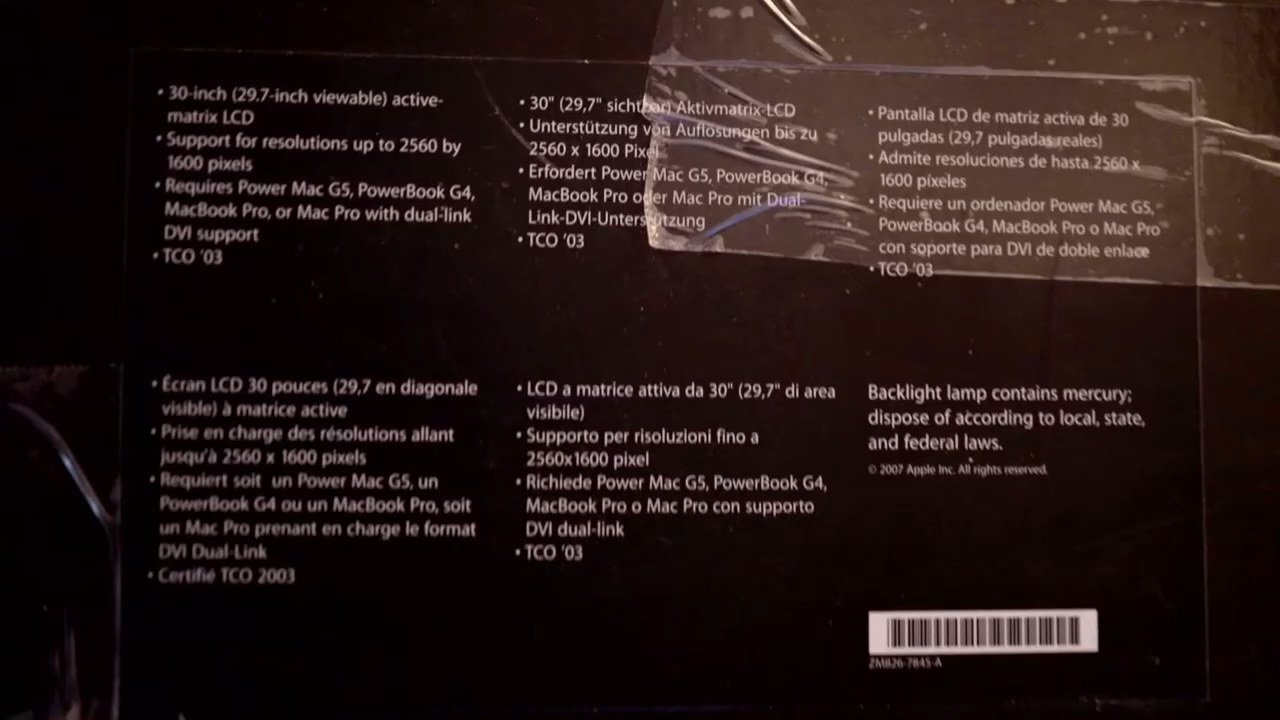 • 30-inch (29.7-inch viewable) active-
matrix LCD
• Support for resolutions up to 2560 by
1600 pixels
• Requires Power Mac G5, PowerBook G4,
MacBook Pro, or Mac Pro with dual-link
DVI support
• TCO '03
• 30" (29,7" sichtbar) Aktivmatrix-LCD
• Unterstützung von Auflösungen bis zu
2560 x 1600 Pixel
• Erfordert Power Mac G5, PowerBook G4,
MacBook Pro oder Mac Pro mit Dual-
Link-DVI-Unterstützung
• TCO '03
• Pantalla LCD de matriz activa de 30
pulgadas (29,7 pulgadas reales)
• Admite resoluciones de hasta 2560 x
1600 píxeles
• Requiere un ordenador Power Mac G5,
PowerBook G4, MacBook Pro o Mac Pro
con soporte para DVI de doble enlace
• TCO '03
• Écran LCD 30 pouces (29,7 en diagonale
visible) à matrice active
• Prise en charge des résolutions allant
jusqu'à 2560 x 1600 pixels
• Requiert soit un Power Mac G5, un
PowerBook G4 ou un MacBook Pro, soit
un Mac Pro prenant en charge le format
DVI Dual-Link
• Certifié TCO 2003
• LCD a matrice attiva da 30" (29,7" di area
visibile)
• Supporto per risoluzioni fino a
2560x1600 pixel
• Richiede Power Mac G5, PowerBook G4,
MacBook Pro o Mac Pro con supporto
DVI dual-link
• TCO '03
Backlight lamp contains mercury;
dispose of according to local, state,
and federal laws.
© 2007 Apple Inc. All rights reserved.
ZM826-7845-A